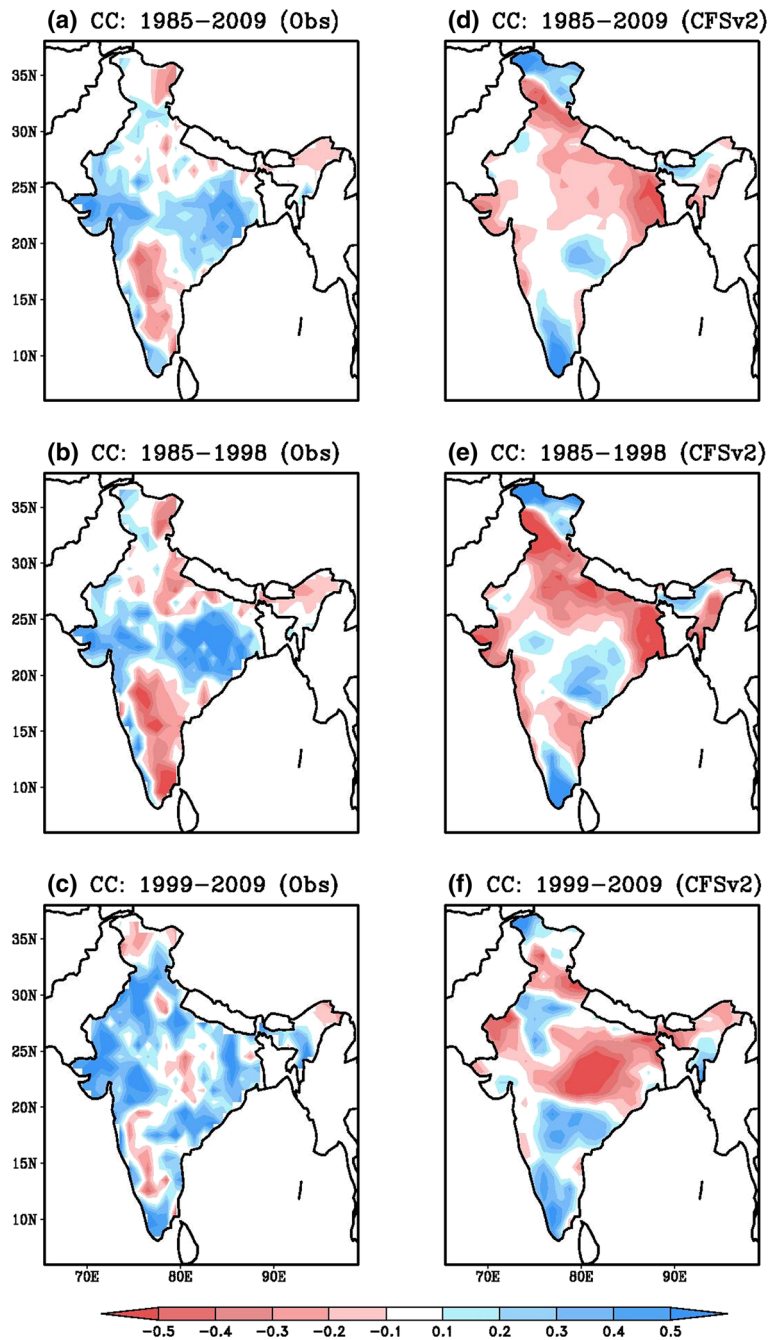 (a) CC: 1985−2009 (Obs)
(d) CC: 1985−2009 (CFSv2)
35N
30N
25N
20N
15N
10N
(b) CC: 1985−1998 (Obs)
(e) CC: 1985−1998 (CFSv2)
35N
30N
25N
20N
15N
10N
(c) CC: 1999−2009 (Obs)
(f) CC: 1999−2009 (CFSv2)
35N
30N
25N
20N
15N
10N
70E 80E 90E
70E 80E 90E
−0.5 −0.4 −0.3 −0.2 −0.1 0.1 0.2 0.3 0.4 0.5